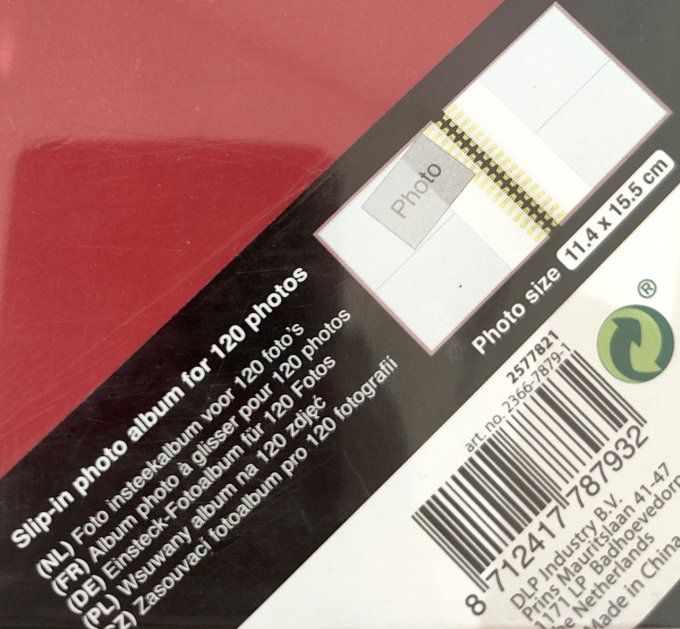 Photo
Photo size 11.4 x 15.5 cm
Slip-in photo album for 120 photos
(NL) Foto insteekalbum voor 120 foto's
(FR) Album photo à glisser pour 120 photos
(DE) Einsteck-Fotoalbum für 120 Fotos
(PL) Wsuwany album na 120 zdjęć
CZ) Zasouvací fotoalbum pro 120 fotografií
®
2577821
art. no. 2366-7879-1
8 712417 787932
DLP Industry B.V.
Prins Mauritslaan 41-47
1171 LP Badhoevedorp
he Netherlands
Made in China